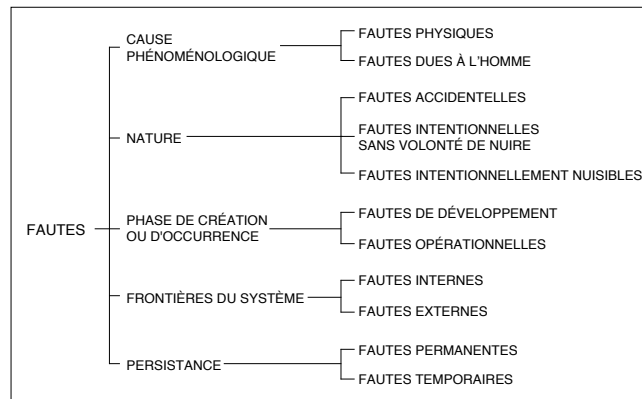 FAUTES
CAUSE
PHÉNOMÉNOLOGIQUE
FAUTES PHYSIQUES
FAUTES DUES À L'HOMME
NATURE
FAUTES ACCIDENTELLES
FAUTES INTENTIONNELLES
SANS VOLONTÉ DE NUIRE
FAUTES INTENTIONNELLEMENT NUISIBLES
PHASE DE CRÉATION
OU D'OCCURRENCE
FAUTES DE DÉVELOPPEMENT
FAUTES OPÉRATIONNELLES
FRONTIÈRES DU SYSTÈME
FAUTES INTERNES
FAUTES EXTERNES
PERSISTANCE
FAUTES PERMANENTES
FAUTES TEMPORAIRES